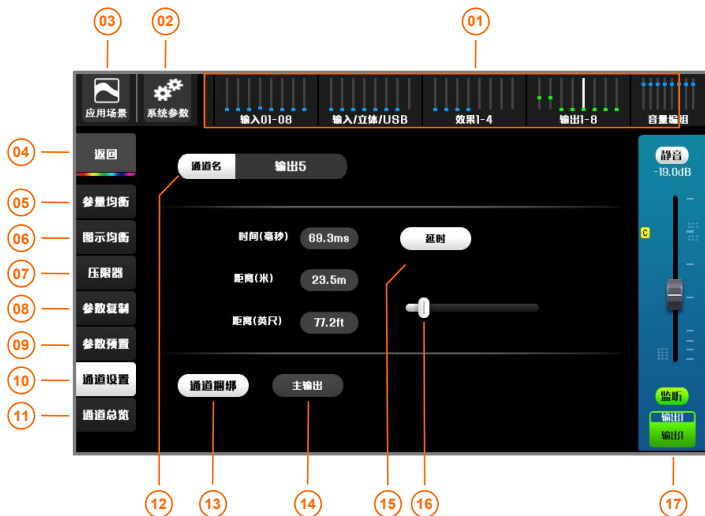 03
02
01
应用场景
系统参数
输入01-08
输入/立体/USB
效果1-4
输出1-8
音量编组
04
返回
通道名
输出5
静音
-19.0dB
05
参量均衡
06
图示均衡
时间(毫秒)
69.3ms
延时
C
07
压限器
距离(米)
23.5m
08
参数复制
距离(英尺)
77.2ft
09
参数预置
10
通道设置
通道捆绑
主输出
监听
11
通道总览
输出1
输出1
12
13
14
15
16
17